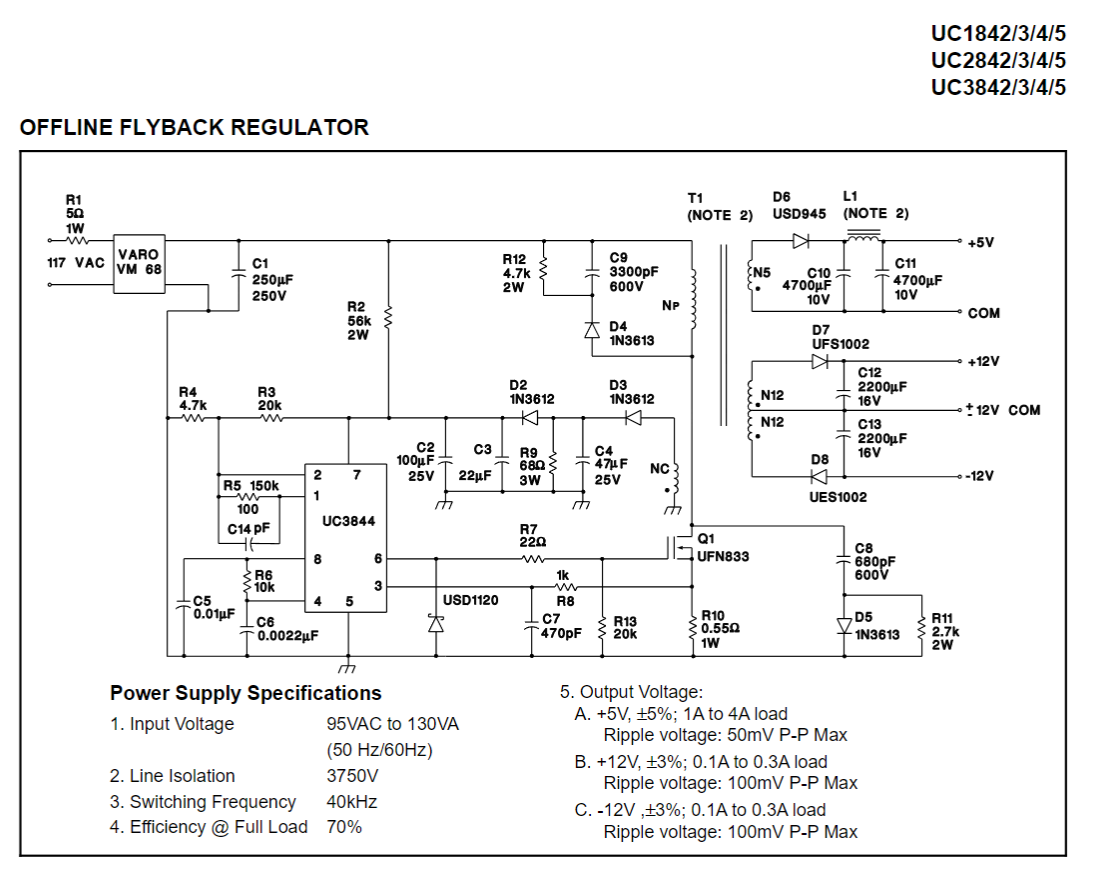 UC1842/3/4/5
UC2842/3/4/5
UC3842/3/4/5
OFFLINE FLYBACK REGULATOR
R1
5Ω
1W
117 VAC
VARO
VM 68
C1
250µF
250V
R2
56k
2W
R12
4.7k
2W
C9
3300pF
600V
D4
1N3613
T1
(NOTE 2)
NP
D6
USD945
L1
(NOTE 2)
N5
C10
4700µF
10V
C11
4700µF
10V
+5V
COM
D7
UFS1002
+12V
N12
C12
2200µF
16V
± 12V COM
N12
C13
2200µF
16V
D8
UES1002
-12V
R4
4.7k
R3
20k
D2
1N3612
D3
1N3612
C2
100µF
25V
C3
22µF
R9
68Ω
3W
C4
47µF
25V
NC
2
7
R5 150k
1
100
C14 pF
UC3844
8
6
3
4
5
R6
10k
C5
0.01µF
C6
0.0022µF
USD1120
R7
22Ω
1k
R8
C7
470pF
R13
20k
Q1
UFN833
R10
0.55Ω
1W
C8
680pF
600V
D5
1N3613
R11
2.7k
2W
Power Supply Specifications
1. Input Voltage 95VAC to 130VA
(50 Hz/60Hz)
2. Line Isolation 3750V
3. Switching Frequency 40kHz
4. Efficiency @ Full Load 70%
5. Output Voltage:
A. +5V, ±5%; 1A to 4A load
Ripple voltage: 50mV P-P Max
B. +12V, ±3%; 0.1A to 0.3A load
Ripple voltage: 100mV P-P Max
C. -12V ,±3%; 0.1A to 0.3A load
Ripple voltage: 100mV P-P Max